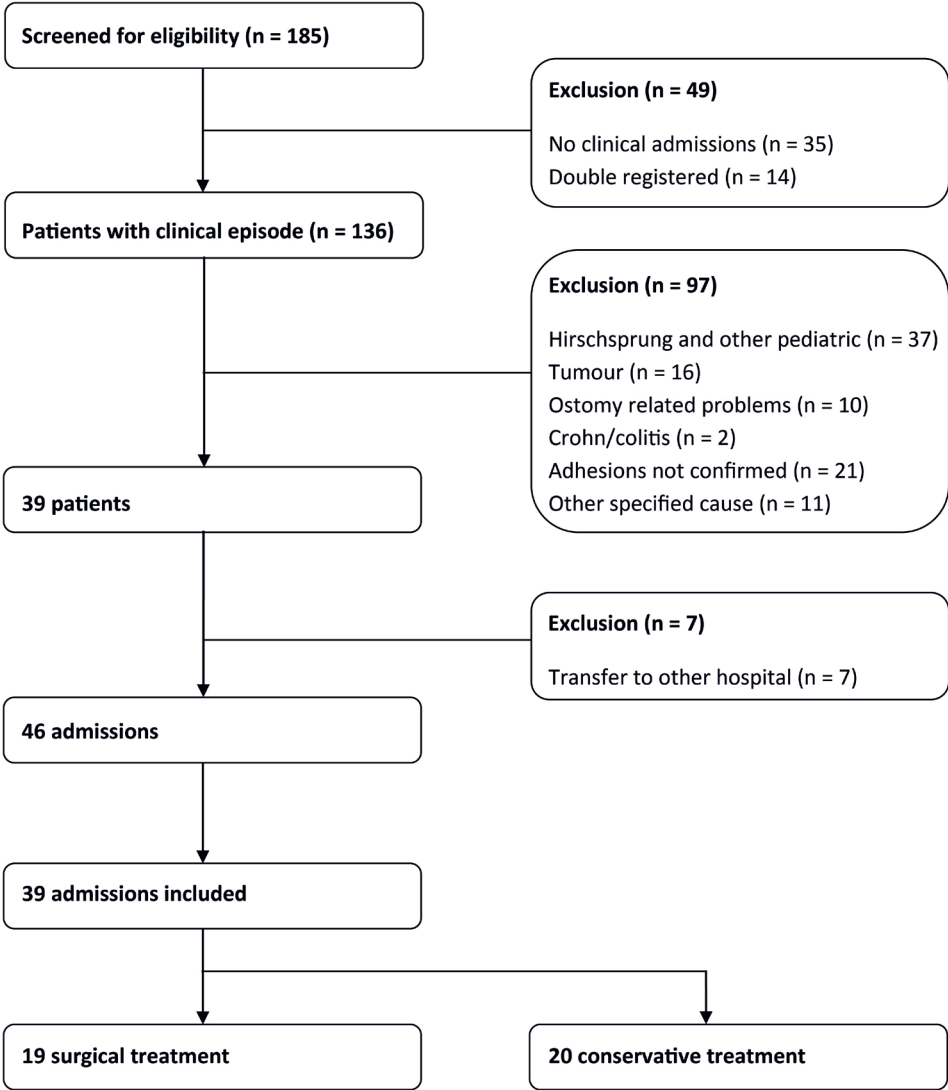 Screened for eligibility (n = 185)
Exclusion (n = 49)
No clinical admissions (n = 35)
Double registered (n = 14)
Patients with clinical episode (n = 136)
Exclusion (n = 97)
Hirschsprung and other pediatric (n = 37)
Tumour (n = 16)
Ostomy related problems (n = 10)
Crohn/colitis (n = 2)
Adhesions not confirmed (n = 21)
Other specified cause (n = 11)
39 patients
Exclusion (n = 7)
Transfer to other hospital (n = 7)
46 admissions
39 admissions included
19 surgical treatment
20 conservative treatment